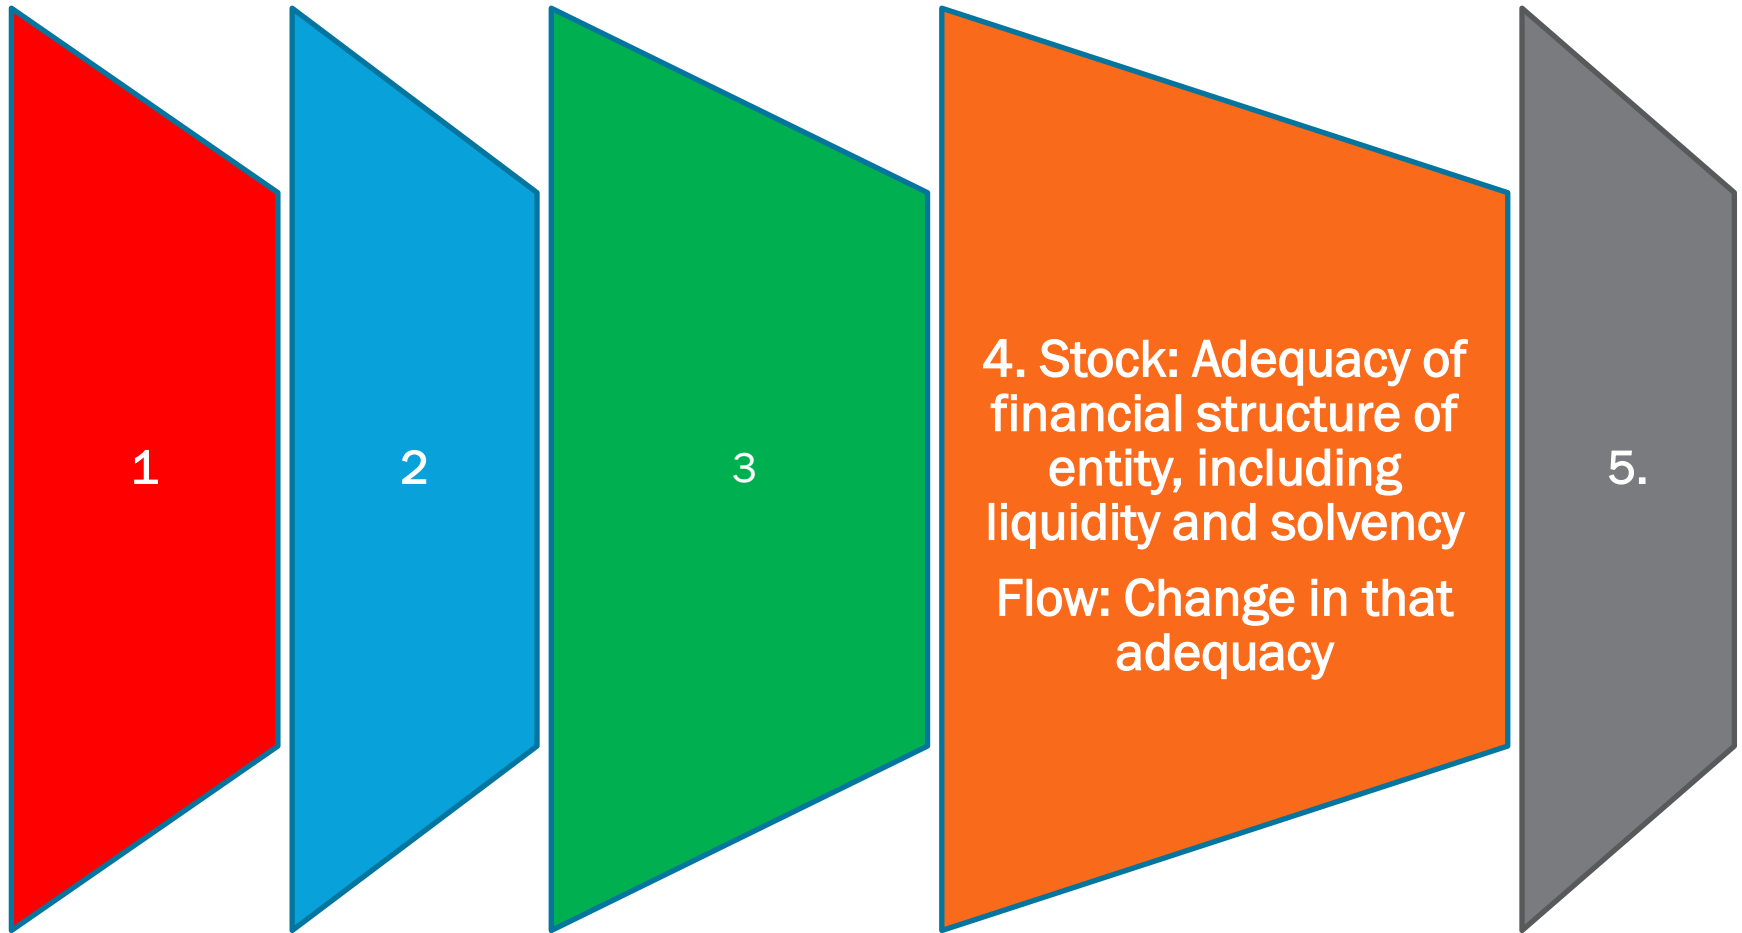 1
2
3
4. Stock: Adequacy of
financial structure of
entity, including
liquidity and solvency
Flow: Change in that
adequacy
5.